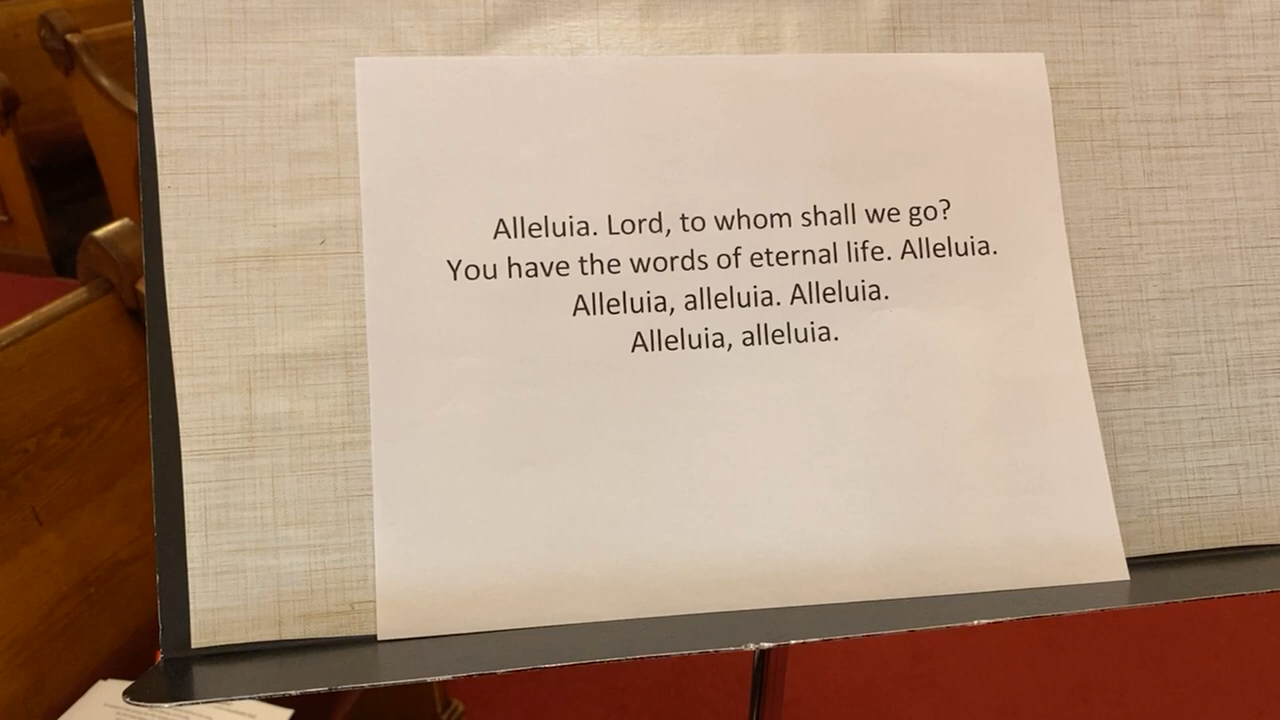 Alleluia. Lord, to whom shall we go?
You have the words of eternal life. Alleluia.
Alleluia, alleluia. Alleluia.
Alleluia, alleluia.